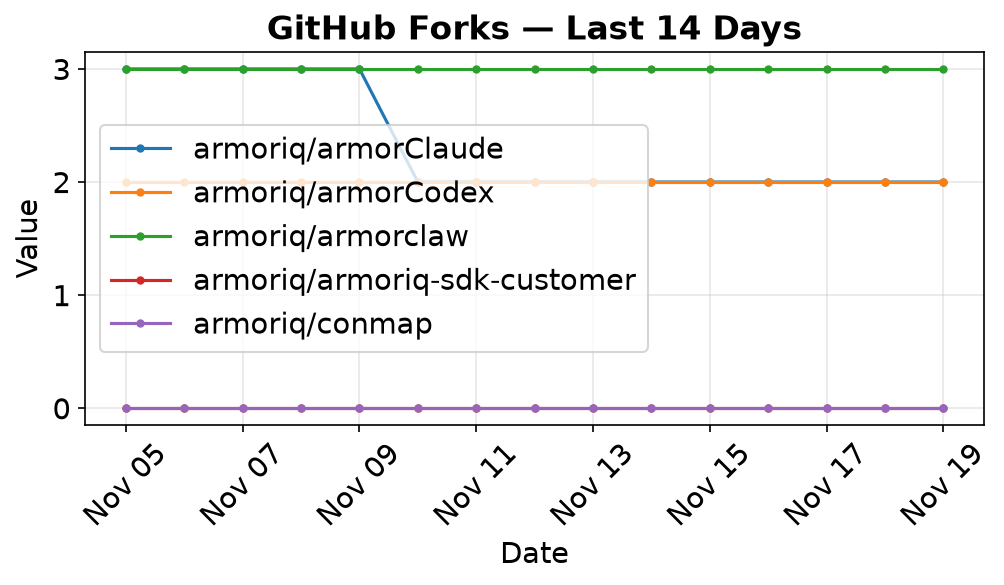 GitHub Forks — Last 14 Days
3
2
1
0
Value
armoriq/armorClaude
armoriq/armorCodex
armoriq/armorclaw
armoriq/armoriq-sdk-customer
armoriq/conmap
Nov 05
Nov 07
Nov 09
Nov 11
Nov 13
Nov 15
Nov 17
Nov 19
Date